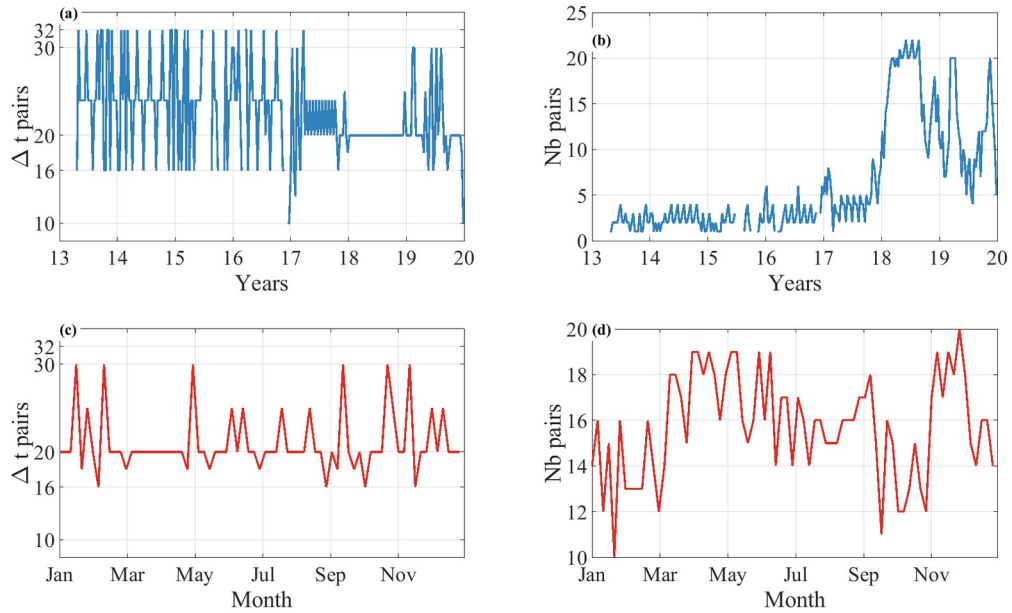 (a)
32
30
20
16
10
Δ t pairs
13 14 15 16 17 18 19 20
Years
(b)
25
20
15
10
5
0
Nb pairs
13 14 15 16 17 18 19 20
Years
(c)
32
30
20
16
10
Δ t pairs
Jan Mar May Jul Sep Nov
Month
(d)
20
18
16
14
12
10
Nb pairs
Jan Mar May Jul Sep Nov
Month